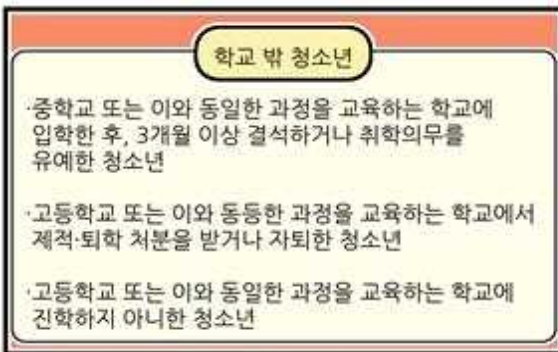 학교 밖 청소년
·중학교 또는 이와 동일한 과정을 교육하는 학교에
입학한 후, 3개월 이상 결석하거나 취학의무를
유예한 청소년
·고등학교 또는 이와 동등한 과정을 교육하는 학교에서
제적·퇴학 처분을 받거나 자퇴한 청소년
·고등학교 또는 이와 동일한 과정을 교육하는 학교에
진학하지 아니한 청소년